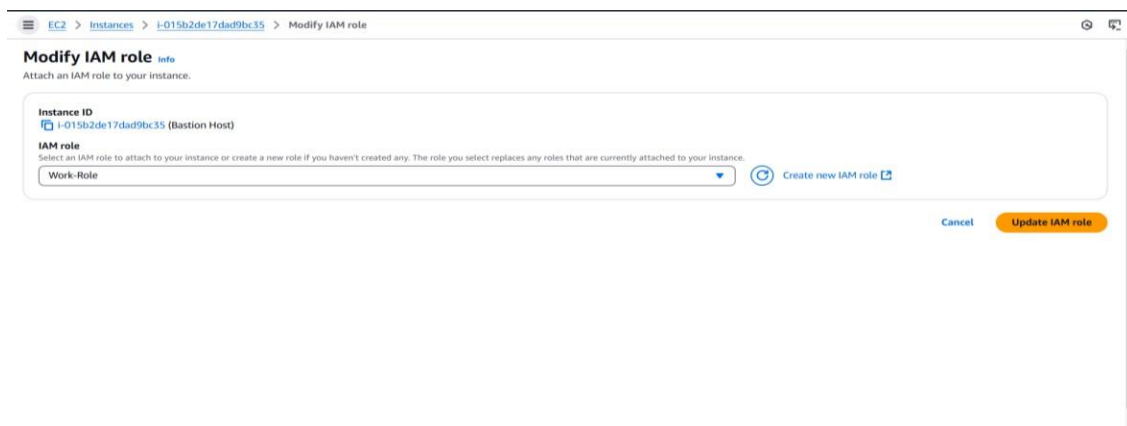 EC2 > Instances > i-015b2de17dad9bc35 > Modify IAM role
Modify IAM role Info
Attach an IAM role to your instance.
Instance ID
i-015b2de17dad9bc35 (Bastion Host)
IAM role
Select an IAM role to attach to your instance or create a new role if you haven't created any. The role you select replaces any roles that are currently attached to your instance.
Work-Role
Create new IAM role
Cancel
Update IAM role